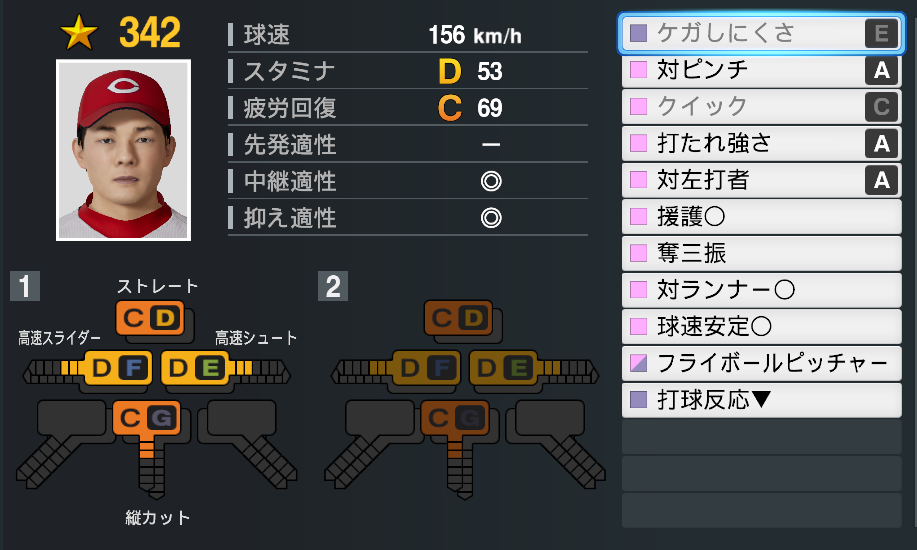 ★ 342
球速 156 km/h
スタミナ D 53
疲労回復 C 69
先発適性 ー
中継適性 ◎
抑え適性 ◎
C
1
ストレート
C D
高速スライダー
D F
高速シュート
D E
C G
縦カット
2
C D
D F
D E
C G
ケガしにくさ E
対ピンチ A
クイック C
打たれ強さ A
対左打者 A
援護○
奪三振
対ランナー○
球速安定○
フライボールピッチャー
打球反応▼